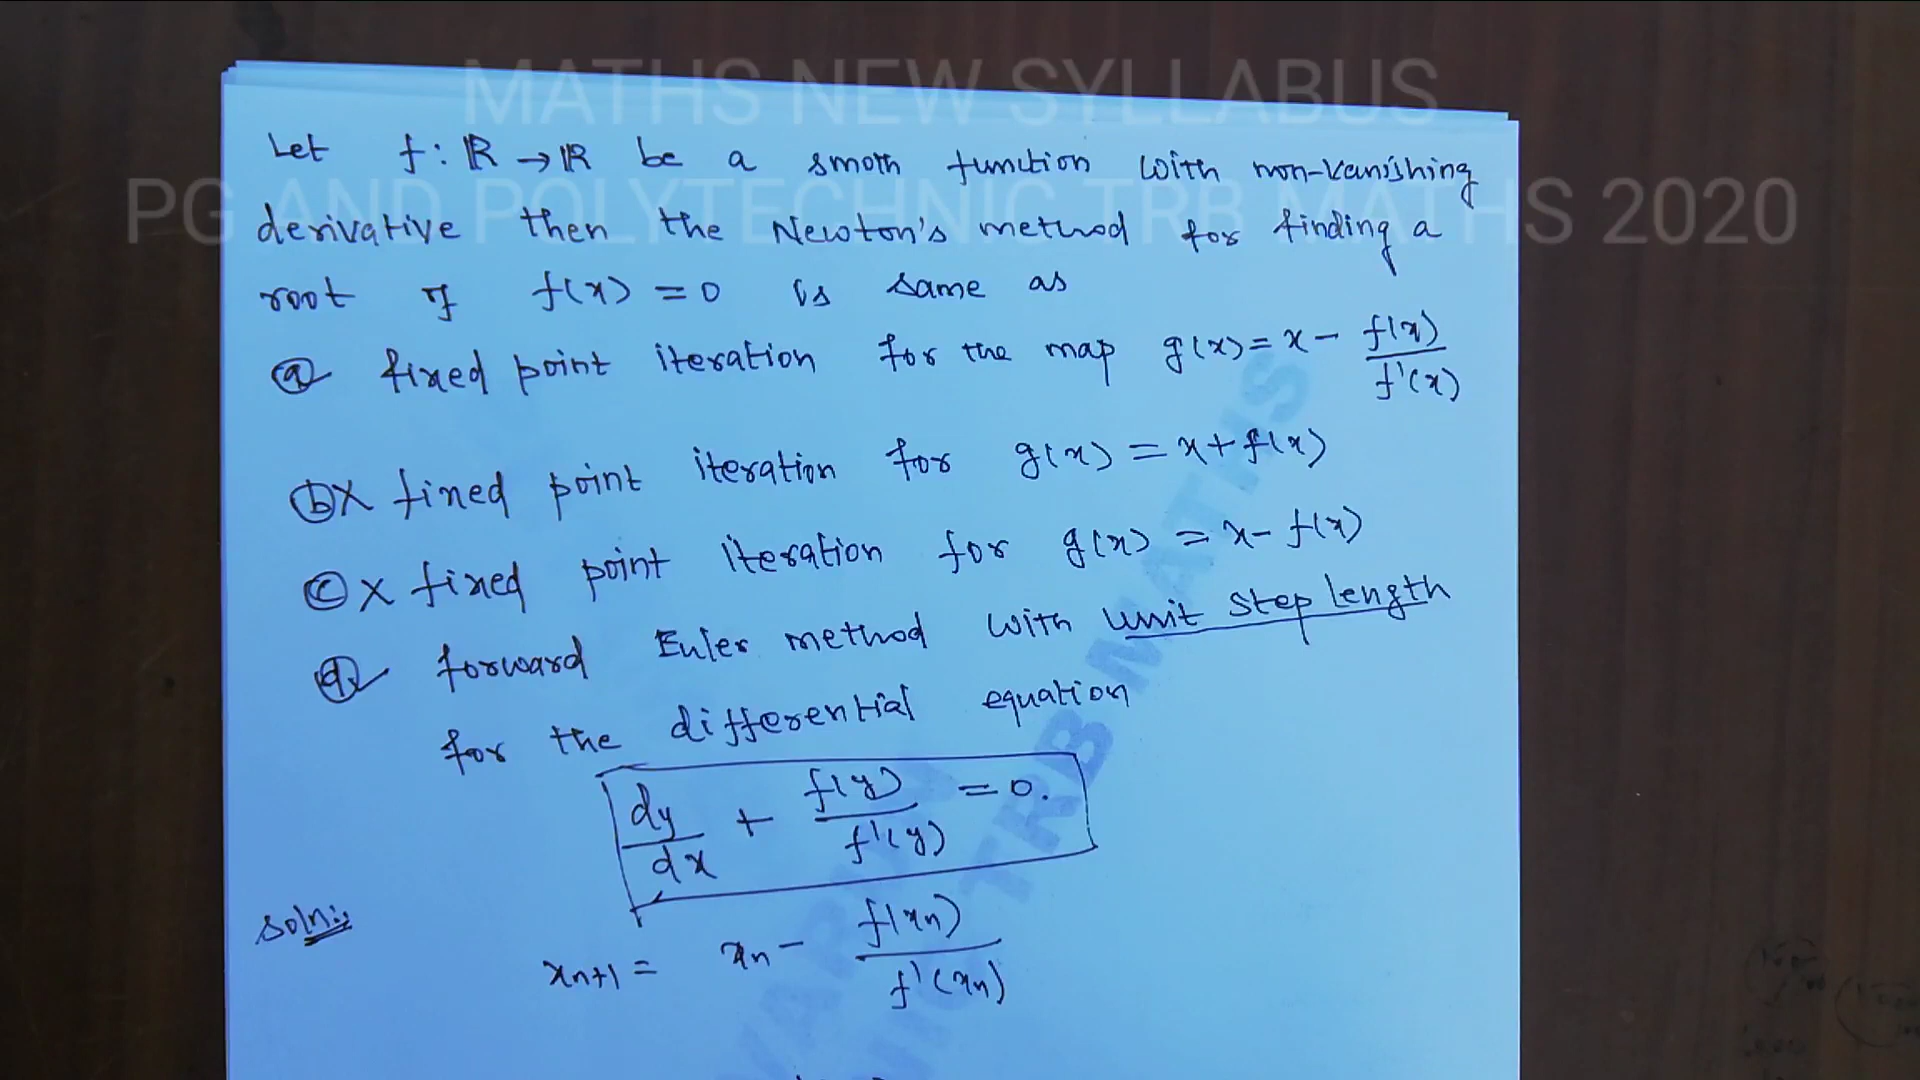 MATHS NEW SYLLABUS
PG AND POLYTECHNIC TRB MATHS 2020
Let f: ℝ → ℝ be a smoth function with non-vanishing
derivative then the Newton's method for finding a
root of f(x) = 0 is same as
ⓐ fixed point iteration for the map g(x) = x - f(x)/f'(x)
ⓑ X fixed point iteration for g(x) = x + f(x)
ⓒ X fixed point iteration for g(x) = x - f(x)
ⓓ forward Euler method with unit step length
for the differential equation
dy/dx + f(y)/f'(y) = 0.
soln:
xn+1 = xn - f(xn)/f'(xn)